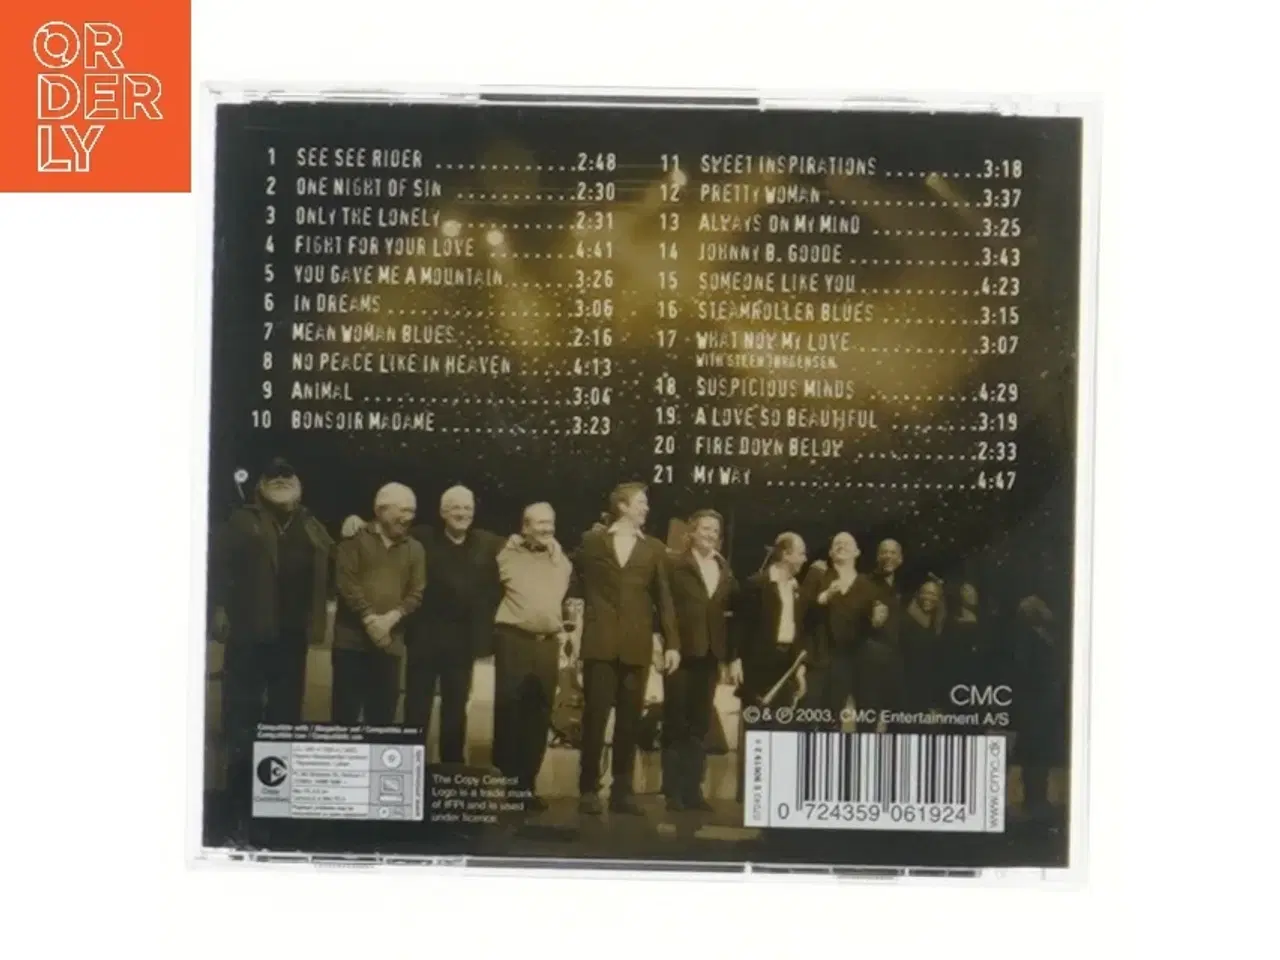 OR
DER
LY
1 SEE SEE RIDER ............2:48
2 ONE NIGHT OF SIN ..........2:30
3 ONLY THE LONELY ..........2:31
4 FIGHT FOR YOUR LOVE ........4:41
5 YOU GAVE ME A MOUNTAIN.......3:26
6 IN DREAMS .................3:06
7 MEAN WOMAN BLUES ..........2:16
8 NO PEACE LIKE IN HEAVEN .....4:13
9 ANIMAL ...................3:04
10 BONSOIR MADAME ............3:23
11 SWEET INSPIRATIONS .........3:18
12 PRETTY WOMAN ..............3:37
13 ALWAYS ON MY MIND ..........3:25
14 JOHNNY B. GOODE ............3:43
15 SOMEONE LIKE YOU ...........4:23
16 STEAMROLLER BLUES .........3:15
17 WHAT NOW MY LOVE ...........3:07
WITH STEEN JØRGENSEN
18 SUSPICIOUS MINDS ..........4:29
19 A LOVE SO BEAUTIFUL ........3:19
20 FIRE DOWN BELOW ...........2:33
21 MY WAY ....................4:47
CMC
© & ℗ 2003, CMC Entertainment A/S
Copy
Controlled
The Copy Control
Logo is a trade mark
of IFPI and is used
under licence
0 724359 061924
www.cmc.dk